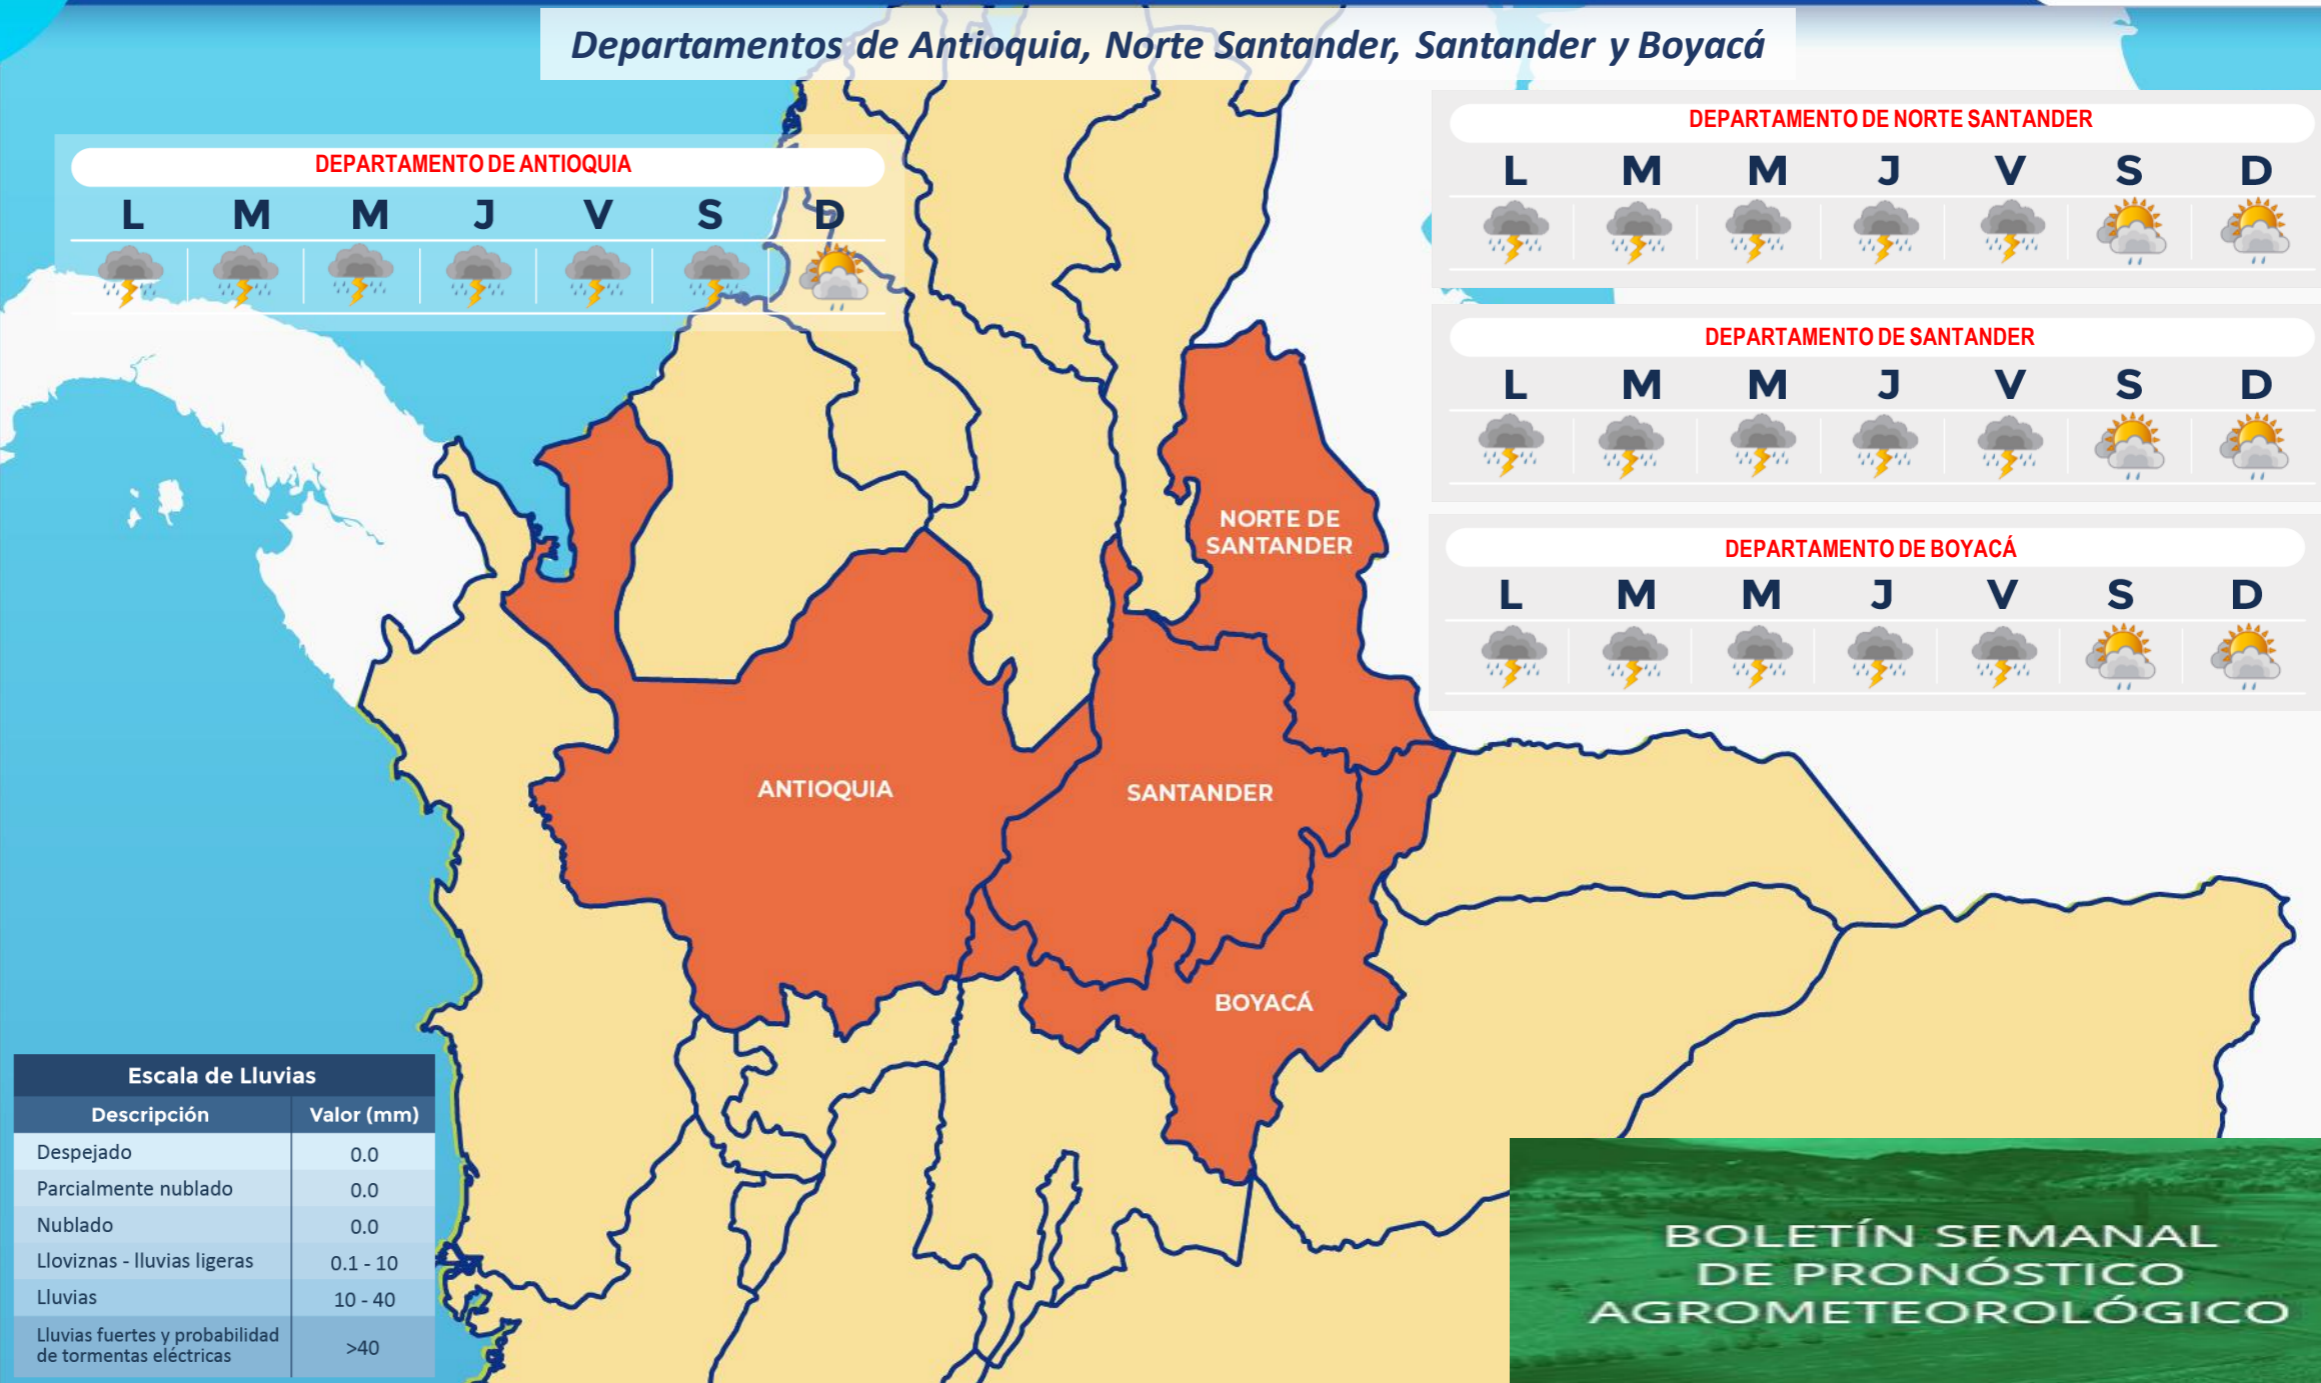 Departamentos de Antioquia, Norte Santander, Santander y Boyacá
DEPARTAMENTO DE ANTIOQUIA
L M M J V S D
DEPARTAMENTO DE NORTE SANTANDER
L M M J V S D
DEPARTAMENTO DE SANTANDER
L M M J V S D
DEPARTAMENTO DE BOYACÁ
L M M J V S D
NORTE DE
SANTANDER
ANTIOQUIA
SANTANDER
BOYACÁ
Escala de Lluvias
Descripción Valor (mm)
Despejado 0.0
Parcialmente nublado 0.0
Nublado 0.0
Lloviznas - lluvias ligeras 0.1 - 10
Lluvias 10 - 40
Lluvias fuertes y probabilidad
de tormentas eléctricas >40
BOLETÍN SEMANAL
DE PRONÓSTICO
AGROMETEOROLÓGICO